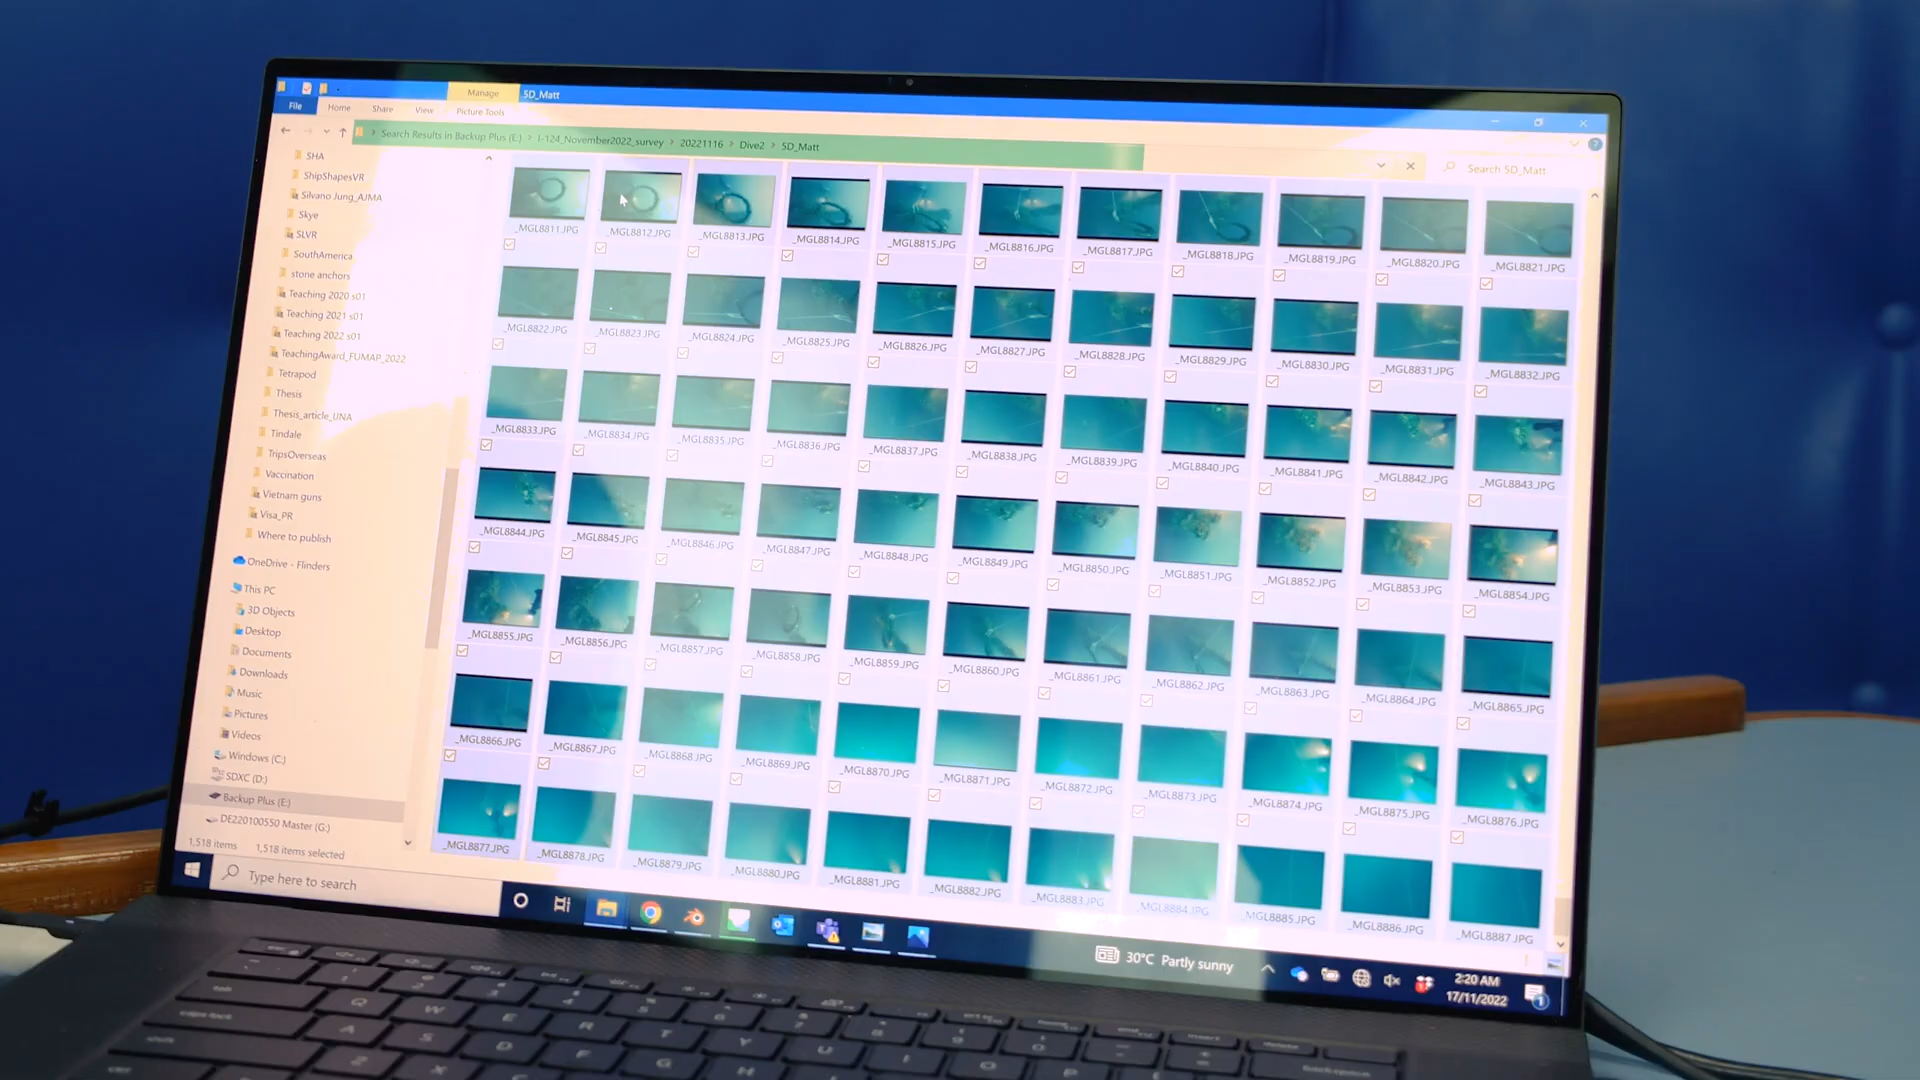 Manage 5D_Matt
File Home Share View Picture Tools
Search Results in Backup Plus (E:) > I-124_November2022_survey > 20221116 > Dive2 > 5D_Matt
Search 5D_Matt
SHA
ShipShapesVR
Silvano Jung_AJMA
Skye
SLVR
SouthAmerica
stone anchors
Teaching 2020 s01
Teaching 2021 s01
Teaching 2022 s01
TeachingAward_FUMAP_2022
Tetrapod
Thesis
Thesis_article_IJNA
Tindale
TripsOverseas
Vaccination
Vietnam guns
Visa_PR
Where to publish
OneDrive - Flinders
This PC
3D Objects
Desktop
Documents
Downloads
Music
Pictures
Videos
Windows (C:)
SDXC (D:)
Backup Plus (E:)
DE220100550 Master (G:)
_MGL8811.JPG _MGL8812.JPG _MGL8813.JPG _MGL8814.JPG _MGL8815.JPG _MGL8816.JPG _MGL8817.JPG _MGL8818.JPG _MGL8819.JPG _MGL8820.JPG _MGL8821.JPG
_MGL8822.JPG _MGL8823.JPG _MGL8824.JPG _MGL8825.JPG _MGL8826.JPG _MGL8827.JPG _MGL8828.JPG _MGL8829.JPG _MGL8830.JPG _MGL8831.JPG _MGL8832.JPG
_MGL8833.JPG _MGL8834.JPG _MGL8835.JPG _MGL8836.JPG _MGL8837.JPG _MGL8838.JPG _MGL8839.JPG _MGL8840.JPG _MGL8841.JPG _MGL8842.JPG _MGL8843.JPG
_MGL8844.JPG _MGL8845.JPG _MGL8846.JPG _MGL8847.JPG _MGL8848.JPG _MGL8849.JPG _MGL8850.JPG _MGL8851.JPG _MGL8852.JPG _MGL8853.JPG _MGL8854.JPG
_MGL8855.JPG _MGL8856.JPG _MGL8857.JPG _MGL8858.JPG _MGL8859.JPG _MGL8860.JPG _MGL8861.JPG _MGL8862.JPG _MGL8863.JPG _MGL8864.JPG _MGL8865.JPG
_MGL8866.JPG _MGL8867.JPG _MGL8868.JPG _MGL8869.JPG _MGL8870.JPG _MGL8871.JPG _MGL8872.JPG _MGL8873.JPG _MGL8874.JPG _MGL8875.JPG _MGL8876.JPG
_MGL8877.JPG _MGL8878.JPG _MGL8879.JPG _MGL8880.JPG _MGL8881.JPG _MGL8882.JPG _MGL8883.JPG _MGL8884.JPG _MGL8885.JPG _MGL8886.JPG _MGL8887.JPG
1,518 items 1,518 items selected
Type here to search
30°C Partly sunny
2:20 AM
17/11/2022
Q W E R T Y U I O P
A S D F G H J K L
Z X C V B N M